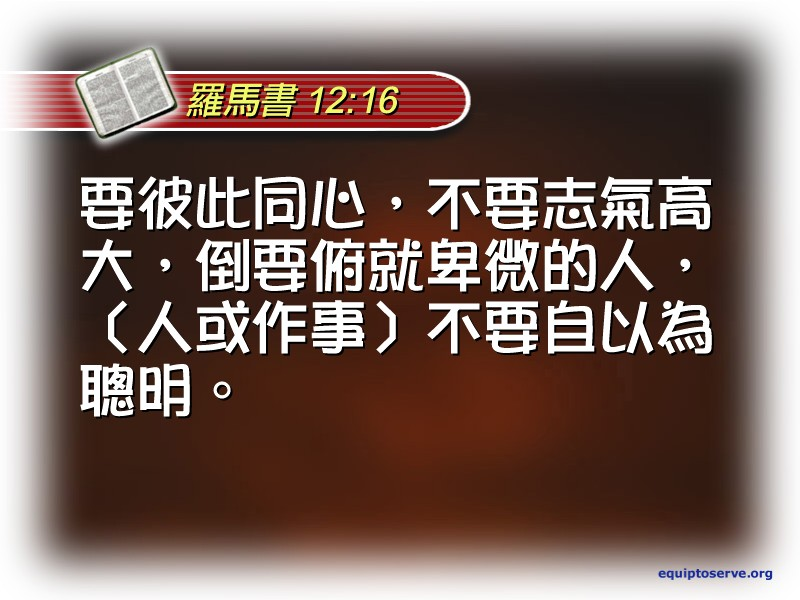 羅馬書 12:16
要彼此同心，不要志氣高
大，倒要俯就卑微的人，
（人或作事）不要自以為
聰明。
equiptoserve.org